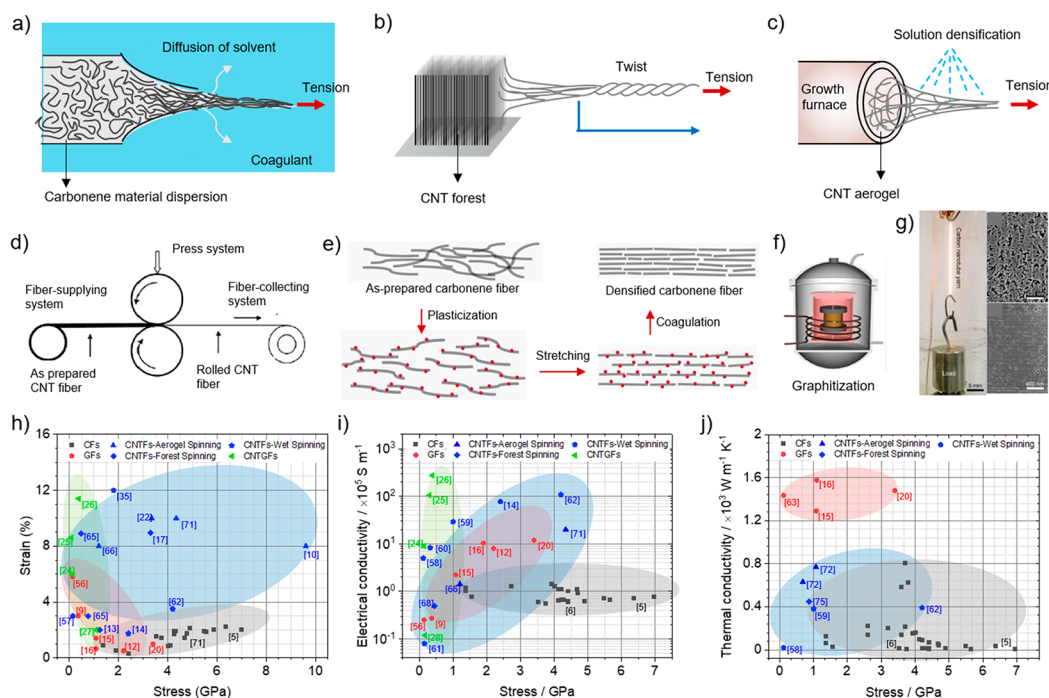 a)
Diffusion of solvent
Tension
Coagulant
Carbonene material dispersion
b)
Twist
Tension
CNT forest
c)
Solution densification
Growth
furnace
Tension
CNT aerogel
d)
Press system
Fiber-supplying
system
Fiber-collecting
system
As prepared
CNT fiber
Rolled CNT
fiber
e)
As-prepared carbonene fiber
Densified carbonene fiber
Plasticization
Coagulation
Stretching
f)
Graphitization
g)
Carbon nanotube yarn
Load
5 mm
400 nm
h)
CFs
CNTFs-Aerogel Spinning
CNTFs-Wet Spinning
GFs
CNTFs-Forest Spinning
CNTGFs
Strain (%)
16
12
8
4
0
[35]
[26]
[22]
[71]
[17]
[25]
[65]
[66]
[10]
[24]
[56]
[62]
[9]
[57]
[65]
[27]
[13]
[14]
[5]
[15]
[71]
[16]
[12]
[20]
0 1 2 3 4 5 6 7 8 9 10
Stress (GPa)
i)
CFs
CNTFs-Aerogel Spinning
CNTFs-Wet Spinning
GFs
CNTFs-Forest Spinning
CNTGFs
Electrical conductivity / ×10⁵ S m⁻¹
10³
10²
10¹
10⁰
10⁻¹
[26]
[25]
[62]
[14]
[59]
[71]
[24]
[60]
[20]
[58]
[16]
[12]
[15]
[66]
[68]
[6]
[5]
[56]
[9]
[28]
[61]
0 1 2 3 4 5 6 7
Stress / GPa
j)
CFs
CNTFs-Aerogel Spinning
CNTFs-Wet Spinning
GFs
CNTFs-Forest Spinning
Thermal conductivity / ×10³ W m⁻¹ K⁻¹
2.0
1.6
1.2
0.8
0.4
0.0
[16]
[63]
[20]
[15]
[72]
[72]
[75]
[59]
[62]
[58]
[6]
[5]
0 1 2 3 4 5 6 7
Stress / GPa